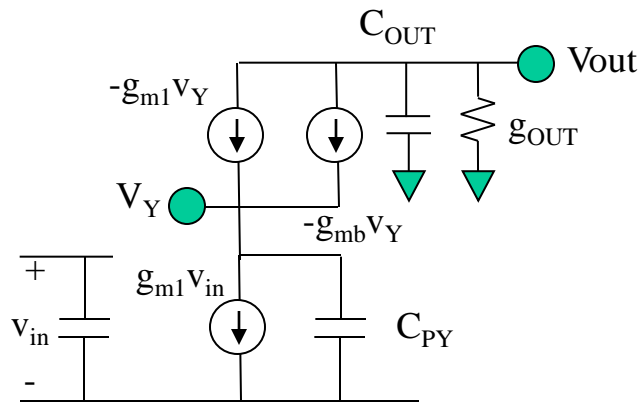 C_OUT
Vout
-g_m1v_Y
g_OUT
V_Y
-g_mbv_Y
+
g_m1v_in
v_in
C_PY
-